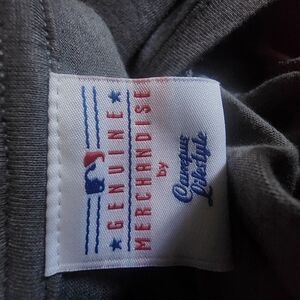 ★ GENUINE ★
MERCHANDISE
by
Campus
Lifestyle